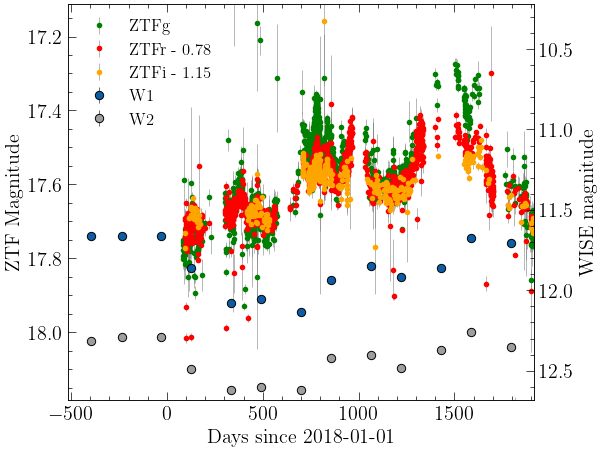 ZTFg
ZTFr - 0.78
ZTFi - 1.15
W1
W2
ZTF Magnitude
17.2
17.4
17.6
17.8
18.0
WISE magnitude
10.5
11.0
11.5
12.0
12.5
-500
0
500
1000
1500
Days since 2018-01-01